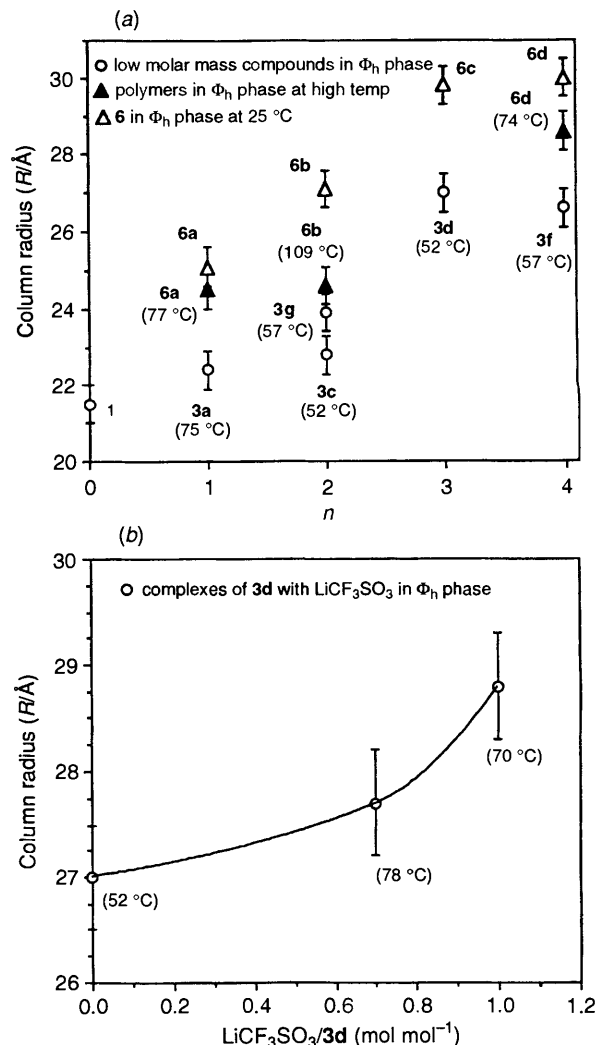 (a)
○ low molar mass compounds in Φh phase
▲ polymers in Φh phase at high temp
△ 6 in Φh phase at 25 °C
6c
6d
6d
(74 °C)
6b
6a
6b
(109 °C)
3d
(52 °C)
3f
(57 °C)
6a
(77 °C)
3g
(57 °C)
3c
(52 °C)
3a
(75 °C)
1
Column radius (R/Å)
30
28
26
24
22
20
0 1 2 3 4
n
(b)
○ complexes of 3d with LiCF3SO3 in Φh phase
(70 °C)
(78 °C)
(52 °C)
Column radius (R/Å)
30
29
28
27
26
0.0 0.2 0.4 0.6 0.8 1.0 1.2
LiCF3SO3/3d (mol mol–1)